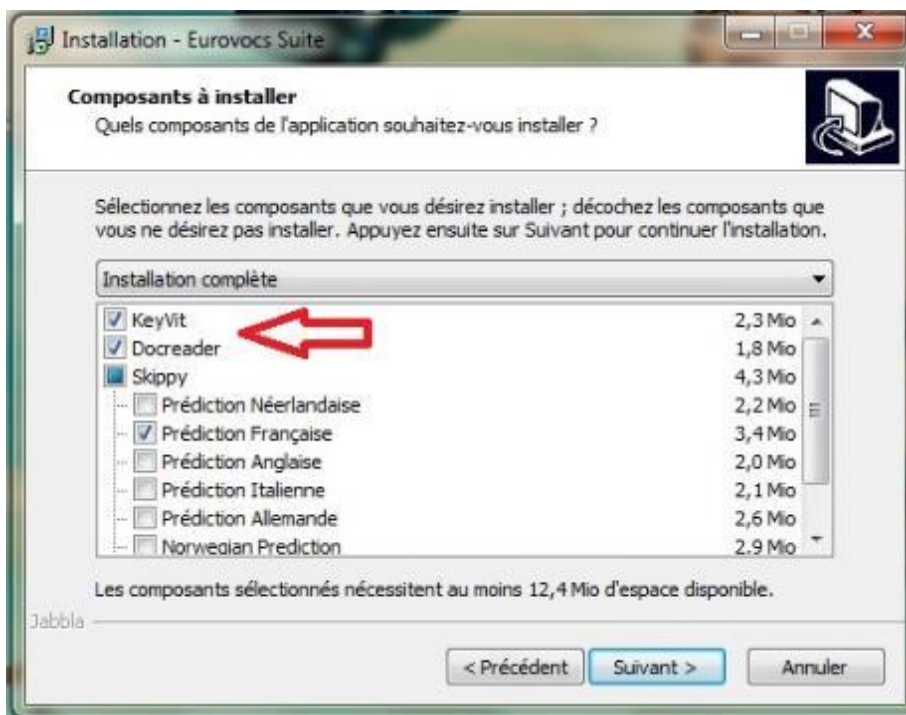 Installation - Eurovocs Suite
Composants à installer
Quels composants de l'application souhaitez-vous installer ?
Sélectionnez les composants que vous désirez installer ; décochez les composants que
vous ne désirez pas installer. Appuyez ensuite sur Suivant pour continuer l'installation.
Installation complète
KeyVit 2,3 Mio
Docreader 1,8 Mio
Skippy 4,3 Mio
Prédiction Néerlandaise 2,2 Mio
Prédiction Française 3,4 Mio
Prédiction Anglaise 2,0 Mio
Prédiction Italienne 2,1 Mio
Prédiction Allemande 2,6 Mio
Norwegian Prediction 2,9 Mio
Les composants sélectionnés nécessitent au moins 12,4 Mio d'espace disponible.
Jabbla
< Précédent Suivant > Annuler